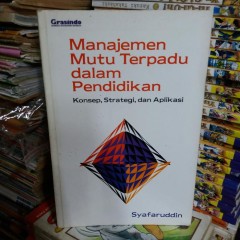 Grasindo
Manajemen
Mutu Terpadu
dalam
Pendidikan
Konsep, Strategi, dan Aplikasi
Syafaruddin